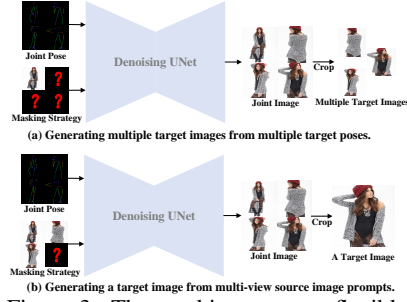 Joint Pose
Denoising UNet
? ? ?
Masking Strategy
Joint Image
Crop
Multiple Target Images
(a) Generating multiple target images from multiple target poses.
Joint Pose
Denoising UNet
?
Masking Strategy
Joint Image
Crop
A Target Image
(b) Generating a target image from multi-view source image prompts.